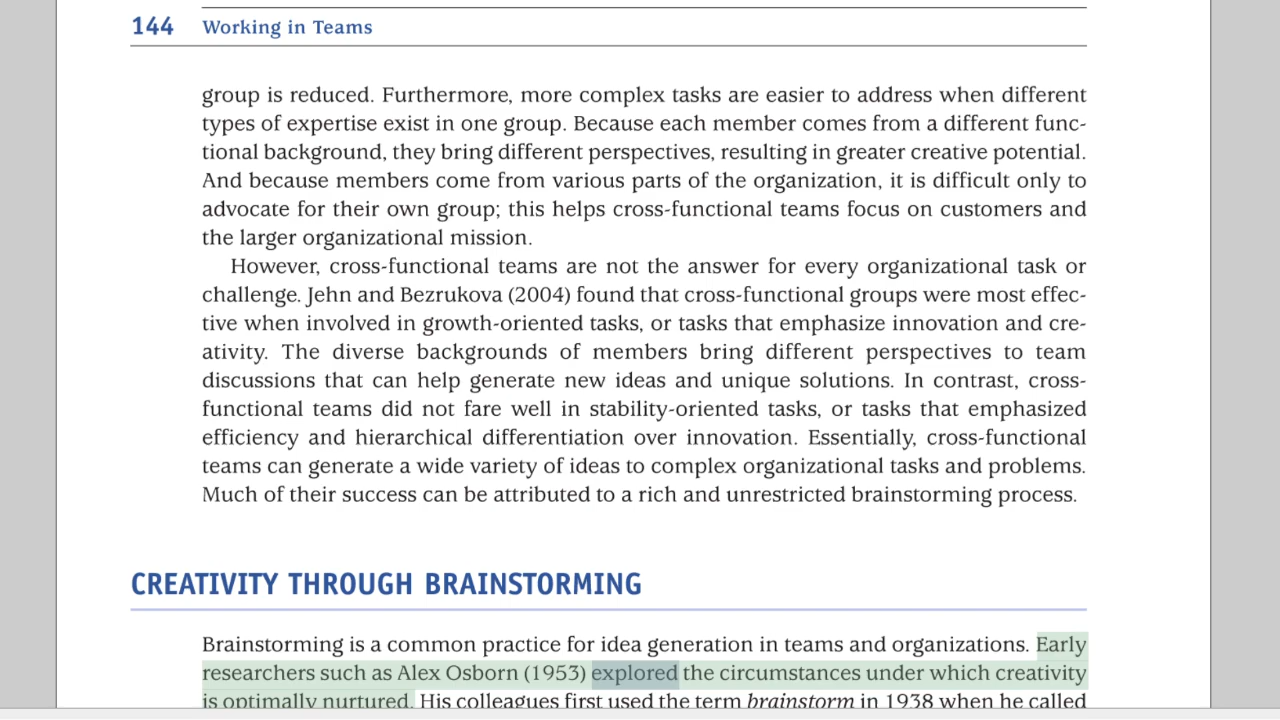 144 Working in Teams
group is reduced. Furthermore, more complex tasks are easier to address when different
types of expertise exist in one group. Because each member comes from a different func-
tional background, they bring different perspectives, resulting in greater creative potential.
And because members come from various parts of the organization, it is difficult only to
advocate for their own group; this helps cross-functional teams focus on customers and
the larger organizational mission.
However, cross-functional teams are not the answer for every organizational task or
challenge. Jehn and Bezrukova (2004) found that cross-functional groups were most effec-
tive when involved in growth-oriented tasks, or tasks that emphasize innovation and cre-
ativity. The diverse backgrounds of members bring different perspectives to team
discussions that can help generate new ideas and unique solutions. In contrast, cross-
functional teams did not fare well in stability-oriented tasks, or tasks that emphasized
efficiency and hierarchical differentiation over innovation. Essentially, cross-functional
teams can generate a wide variety of ideas to complex organizational tasks and problems.
Much of their success can be attributed to a rich and unrestricted brainstorming process.
CREATIVITY THROUGH BRAINSTORMING
Brainstorming is a common practice for idea generation in teams and organizations. Early
researchers such as Alex Osborn (1953) explored the circumstances under which creativity
is optimally nurtured. His colleagues first used the term brainstorm in 1938 when he called